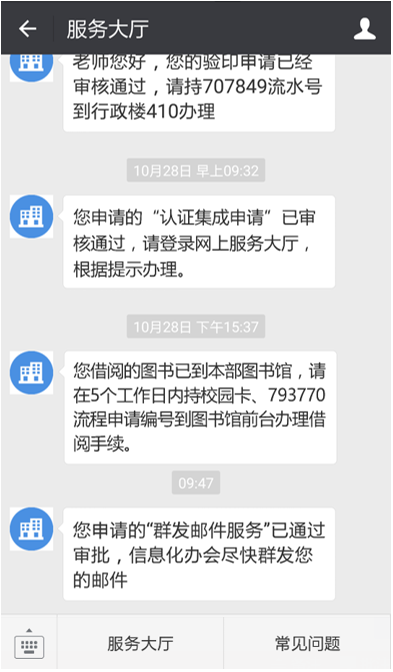 服务大厅
老师您好，您的验印申请已经
审核通过，请持707849流水号
到行政楼410办理
10月28日 早上09:32
您申请的“认证集成申请”已审
核通过，请登录网上服务大厅，
根据提示办理。
10月28日 下午15:37
您借阅的图书已到本部图书馆，请
在5个工作日内持校园卡、793770
流程申请编号到图书馆前台办理借
阅手续。
09:47
您申请的“群发邮件服务”已通过
审批，信息化办会尽快群发您
的邮件
服务大厅
常见问题